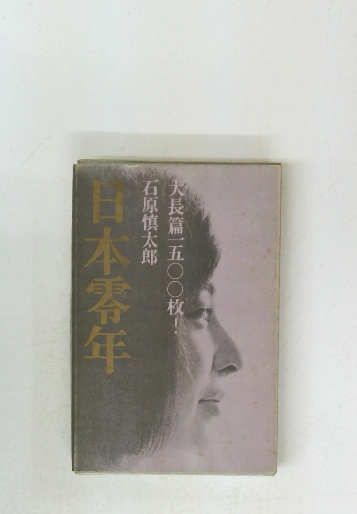 大長篇一五〇〇枚！
石原慎太郎
日本零年